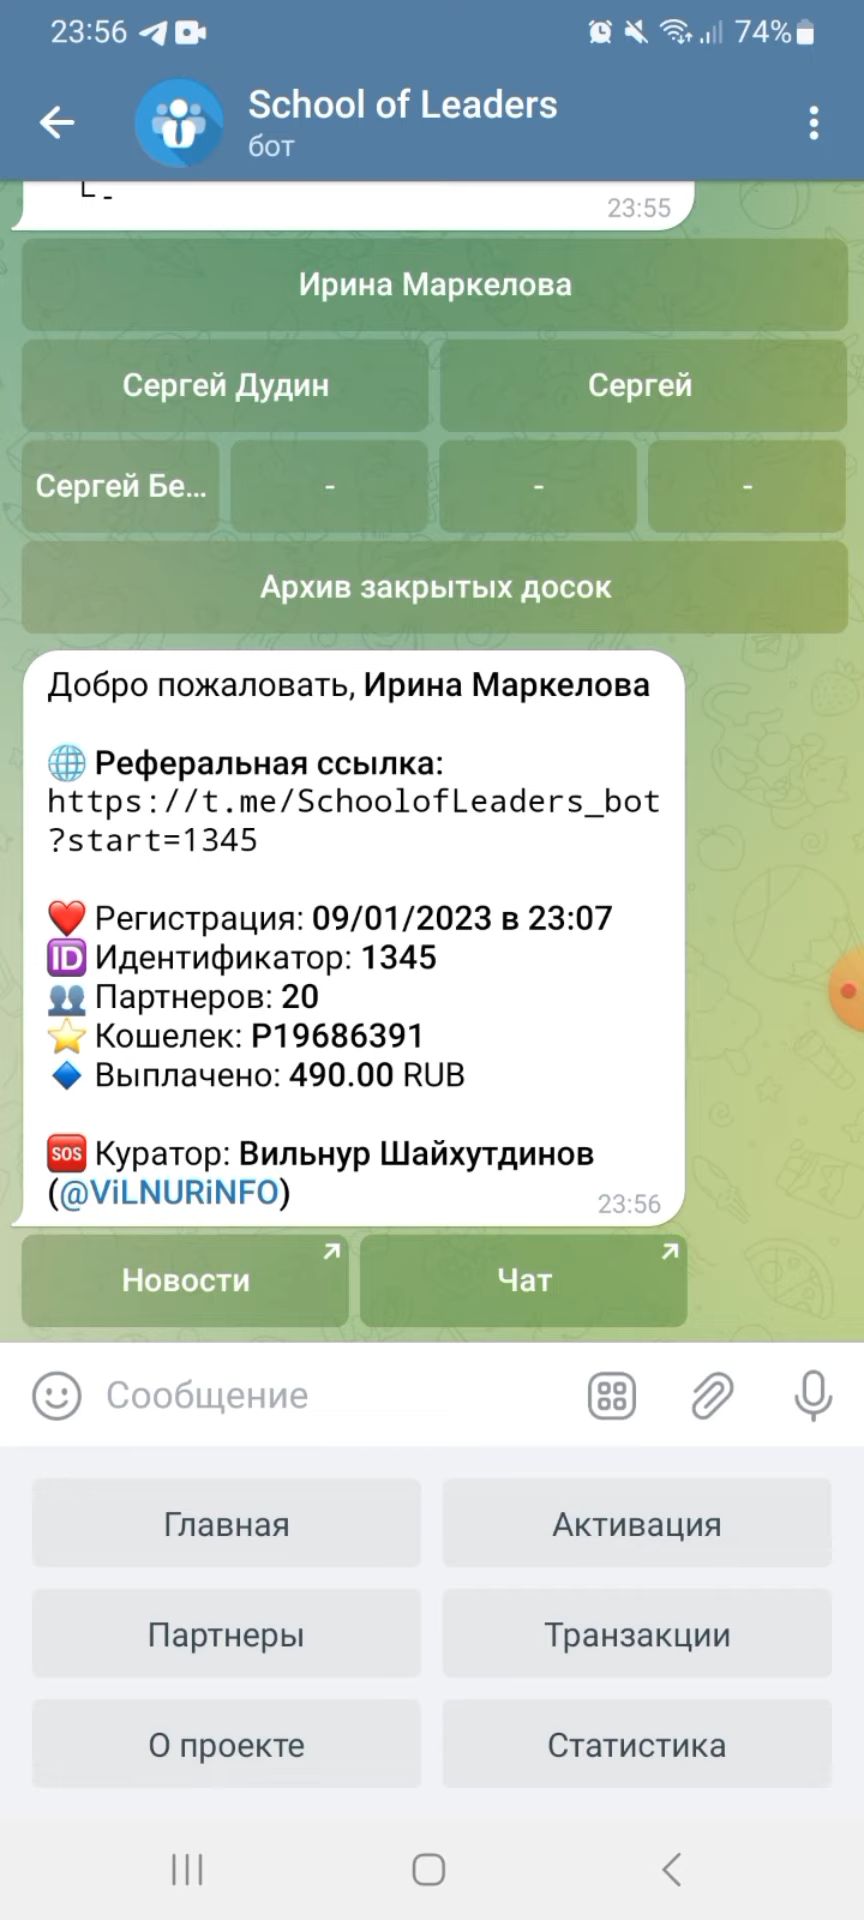 23:56
74%
School of Leaders
бот
23:55
Ирина Маркелова
Сергей Дудин
Сергей
Сергей Бе...
-
-
-
Архив закрытых досок
Добро пожаловать, Ирина Маркелова
Реферальная ссылка:
https://t.me/SchoolofLeaders_bot
?start=1345
Регистрация: 09/01/2023 в 23:07
ID Идентификатор: 1345
Партнеров: 20
Кошелек: P19686391
Выплачено: 490.00 RUB
SOS Куратор: Вильнур Шайхутдинов
(@ViLNURiNFO)
23:56
Новости
Чат
Сообщение
Главная
Активация
Партнеры
Транзакции
О проекте
Статистика